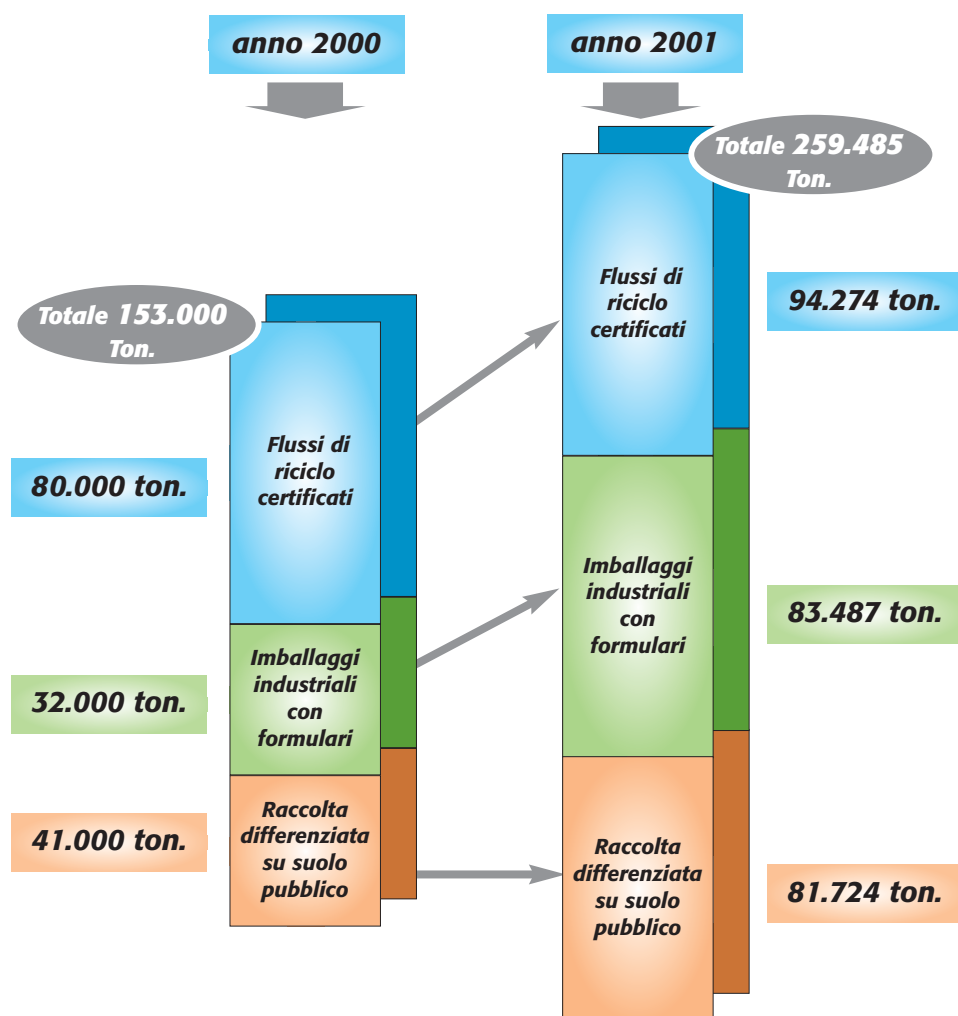 anno 2000
anno 2001
Totale 153.000
Ton.
Flussi di
riciclo
certificati
80.000 ton.
Imballaggi
industriali
con
formulari
32.000 ton.
Raccolta
differenziata
su suolo
pubblico
41.000 ton.
Totale 259.485
Ton.
Flussi di
riciclo
certificati
94.274 ton.
Imballaggi
industriali
con
formulari
83.487 ton.
Raccolta
differenziata
su suolo
pubblico
81.724 ton.